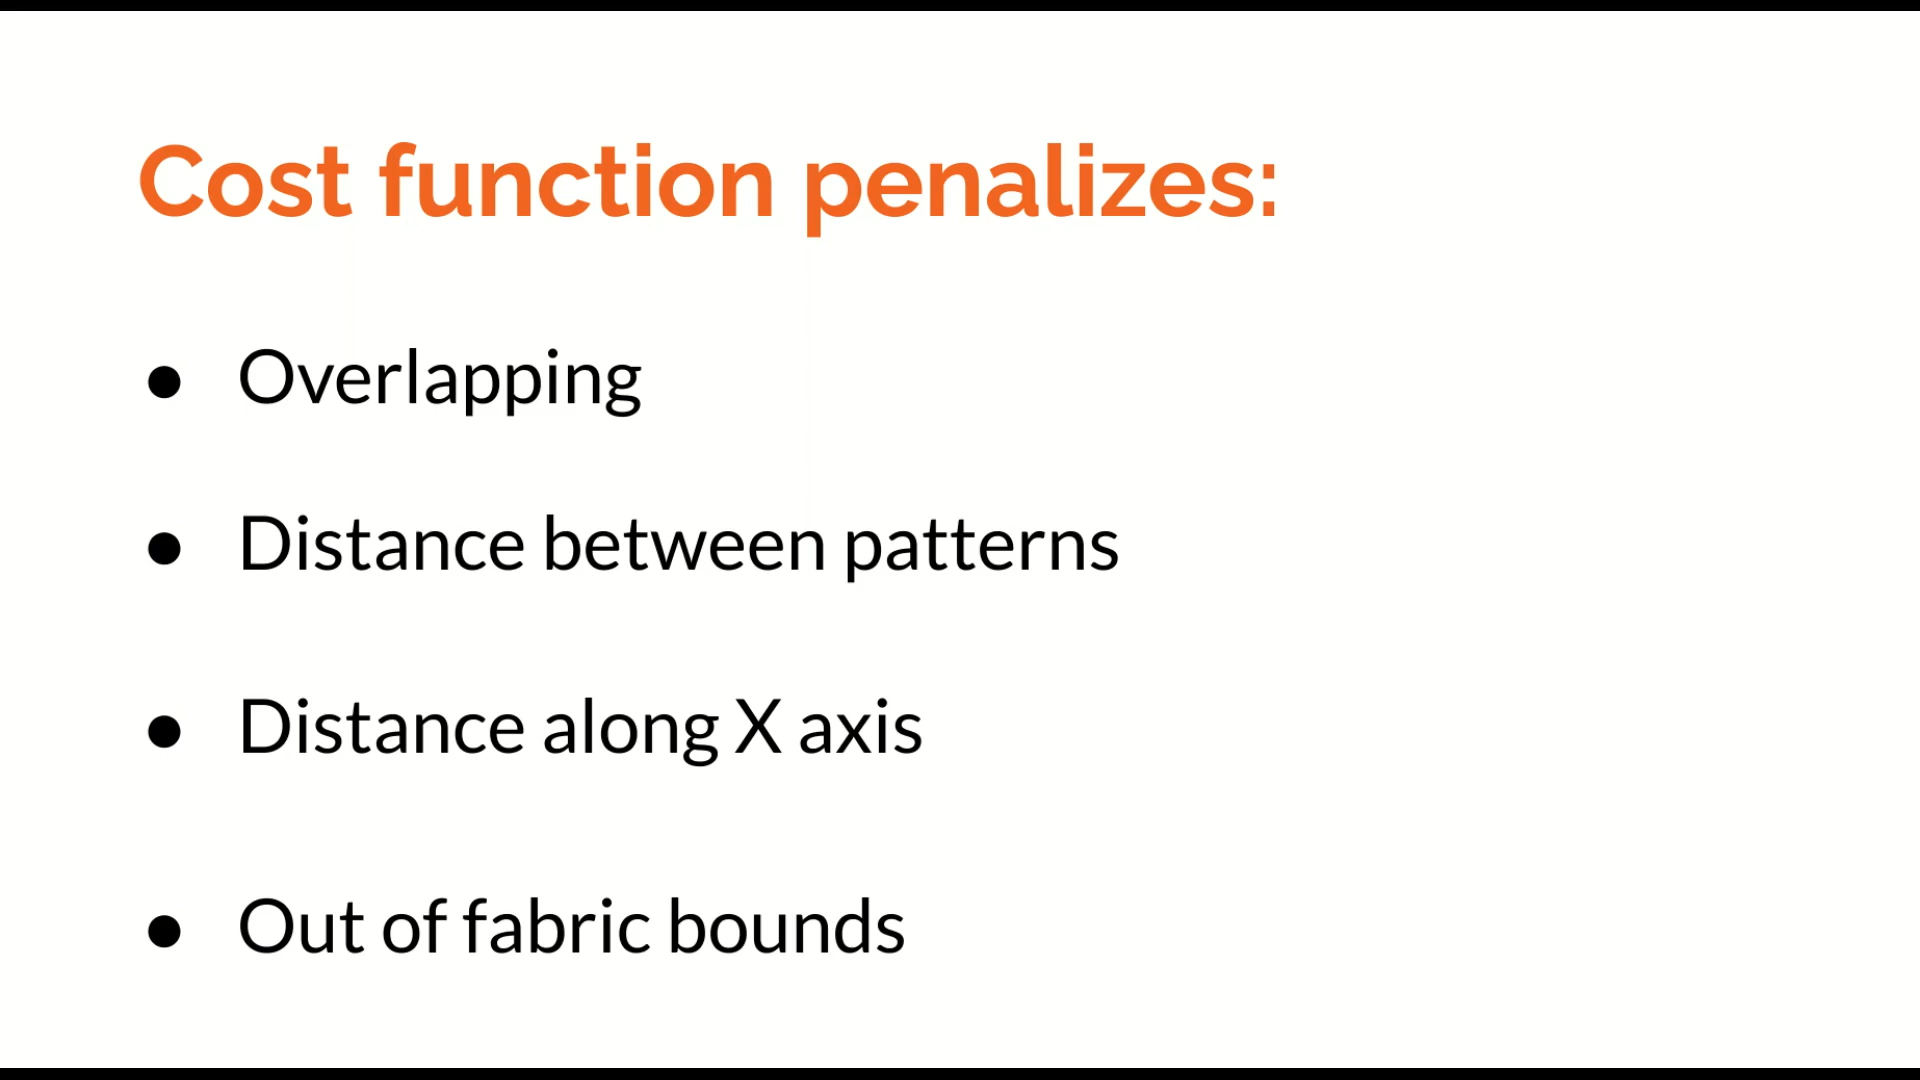 Cost function penalizes:
● Overlapping
● Distance between patterns
● Distance along X axis
● Out of fabric bounds